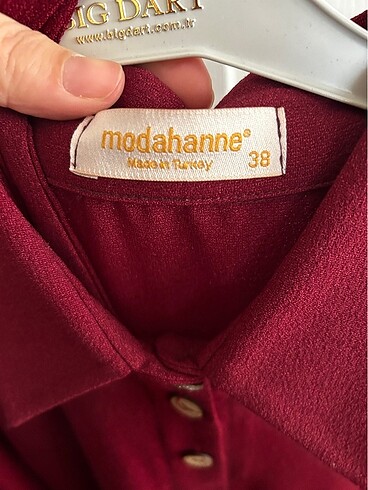 BIG DART
www.bigdart.com.tr
modahanne®
Made in Turkey
38